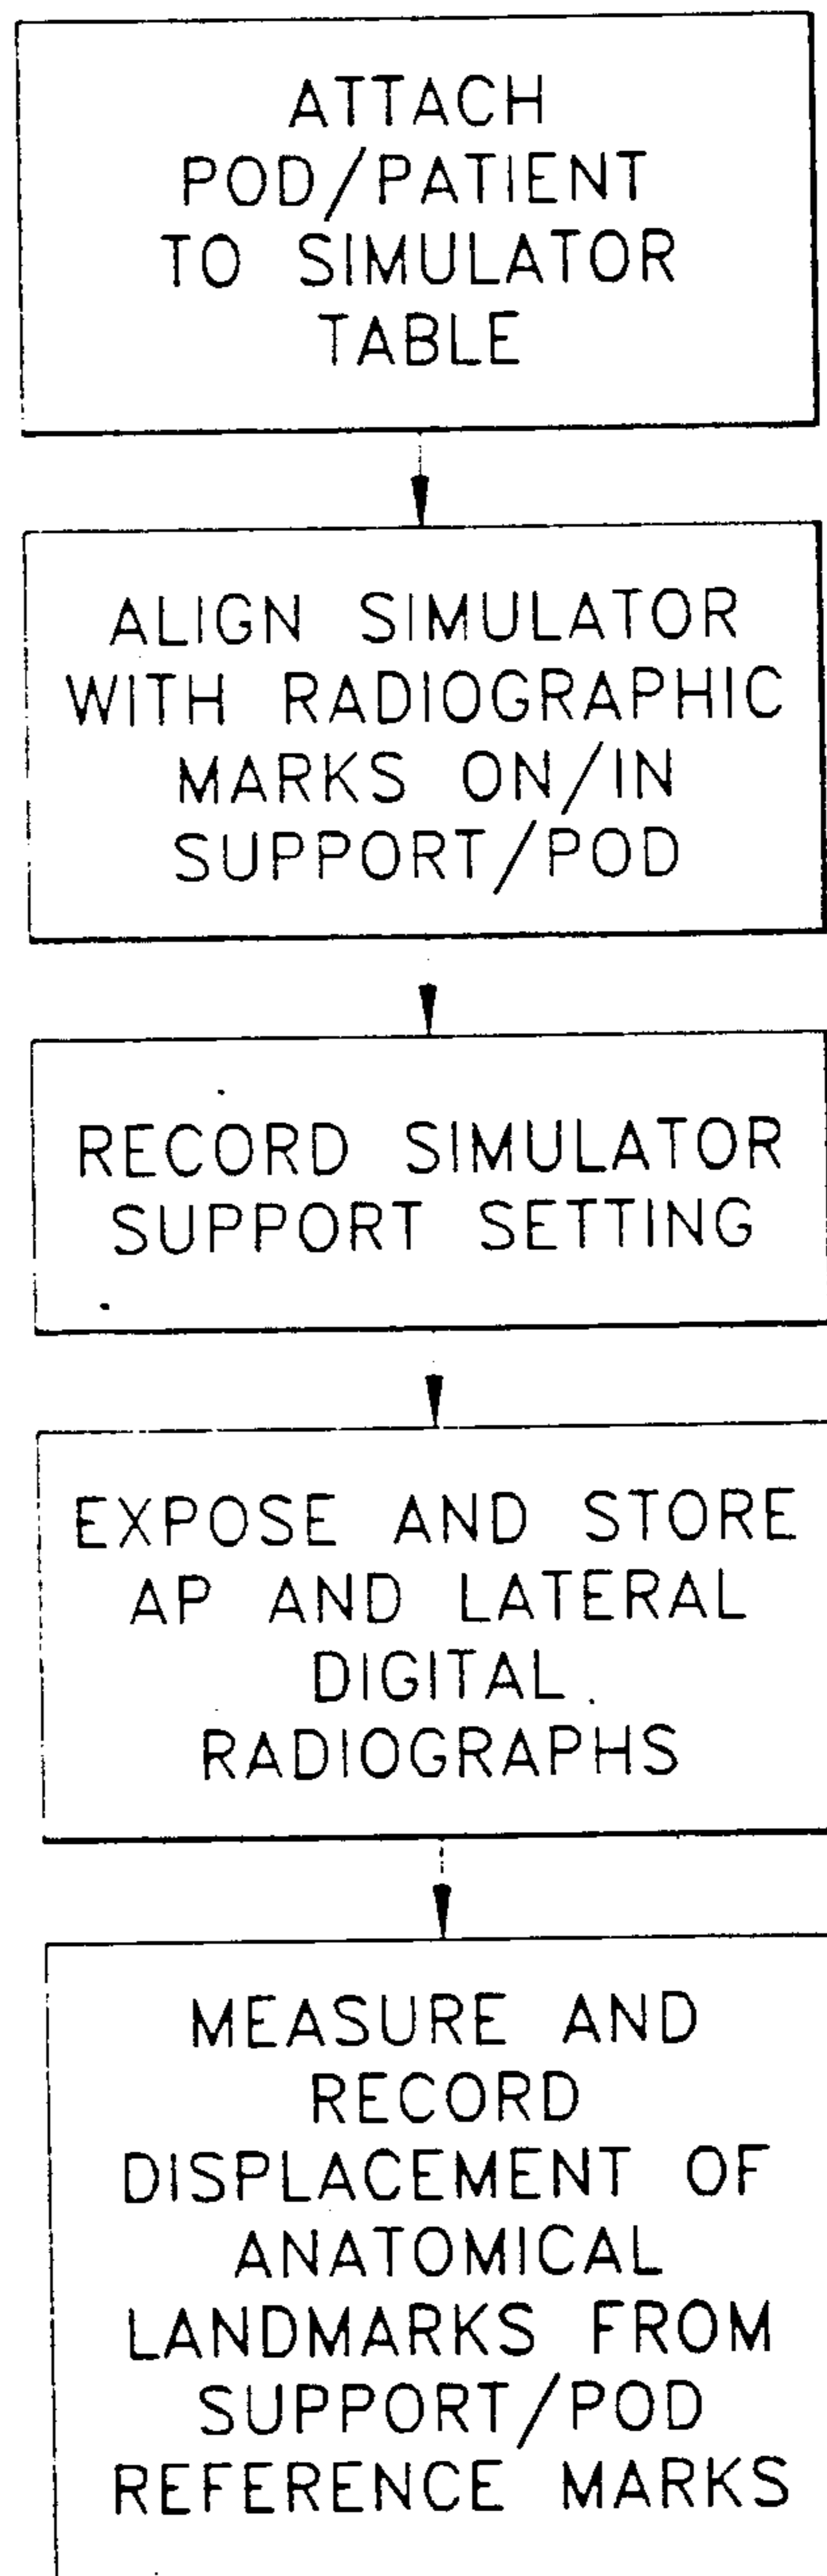 ATTACH
POD/PATIENT
TO SIMULATOR
TABLE
ALIGN SIMULATOR
WITH RADIOGRAPHIC
MARKS ON/IN
SUPPORT/POD
RECORD SIMULATOR
SUPPORT SETTING
EXPOSE AND STORE
AP AND LATERAL
DIGITAL
RADIOGRAPHS
MEASURE AND
RECORD
DISPLACEMENT OF
ANATOMICAL
LANDMARKS FROM
SUPPORT/POD
REFERENCE MARKS